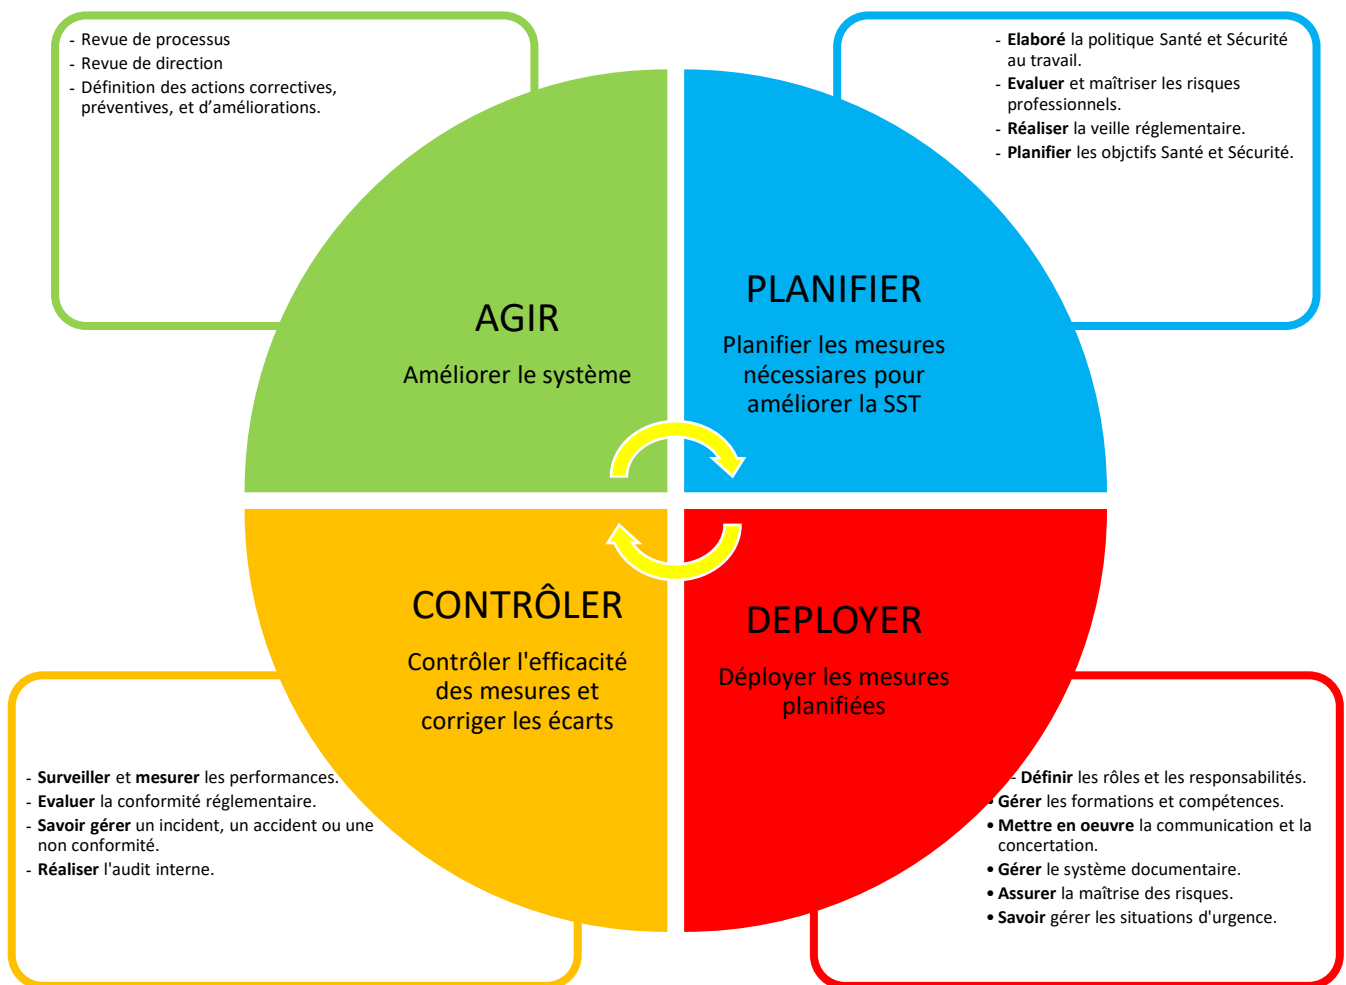 - Revue de processus
- Revue de direction
- Définition des actions correctives,
préventives, et d’améliorations.
- Elaboré la politique Santé et Sécurité
au travail.
- Evaluer et maîtriser les risques
professionnels.
- Réaliser la veille réglementaire.
- Planifier les objctifs Santé et Sécurité.
AGIR
Améliorer le système
PLANIFIER
Planifier les mesures
nécessiares pour
améliorer la SST
CONTRÔLER
Contrôler l'efficacité
des mesures et
corriger les écarts
DEPLOYER
Déployer les mesures
planifiées
- Surveiller et mesurer les performances.
- Evaluer la conformité réglementaire.
- Savoir gérer un incident, un accident ou une
non conformité.
- Réaliser l'audit interne.
- Définir les rôles et les responsabilités.
• Gérer les formations et compétences.
• Mettre en oeuvre la communication et la
concertation.
• Gérer le système documentaire.
• Assurer la maîtrise des risques.
• Savoir gérer les situations d'urgence.